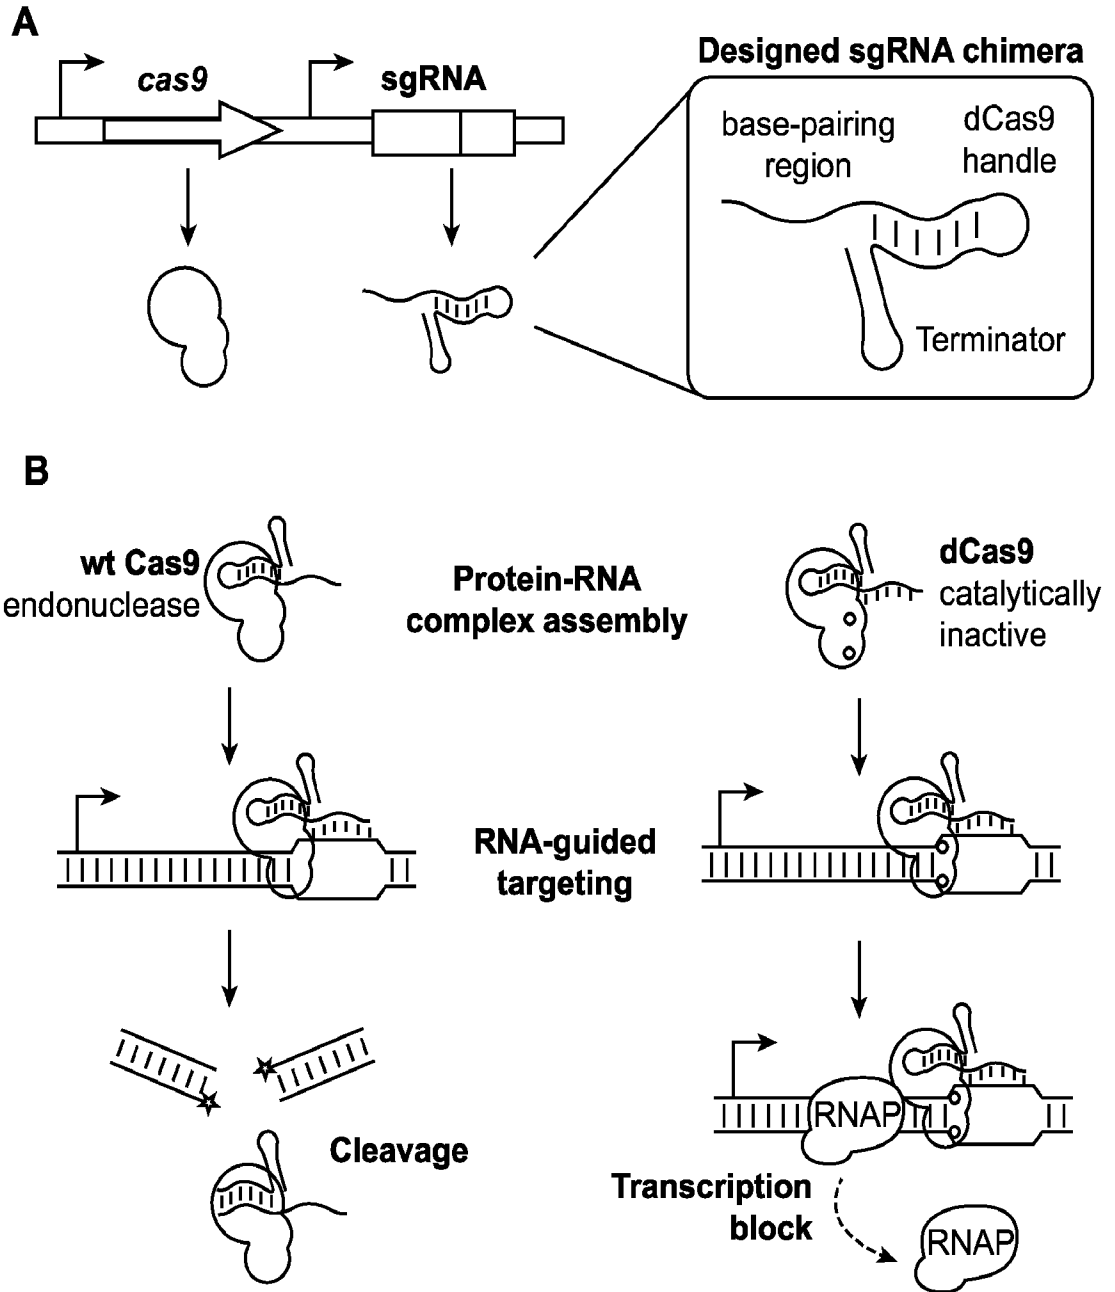 A
cas9
sgRNA
Designed sgRNA chimera
base-pairing
region
dCas9
handle
Terminator
B
wt Cas9
endonuclease
Protein-RNA
complex assembly
dCas9
catalytically
inactive
RNA-guided
targeting
Cleavage
RNAP
Transcription
block
RNAP